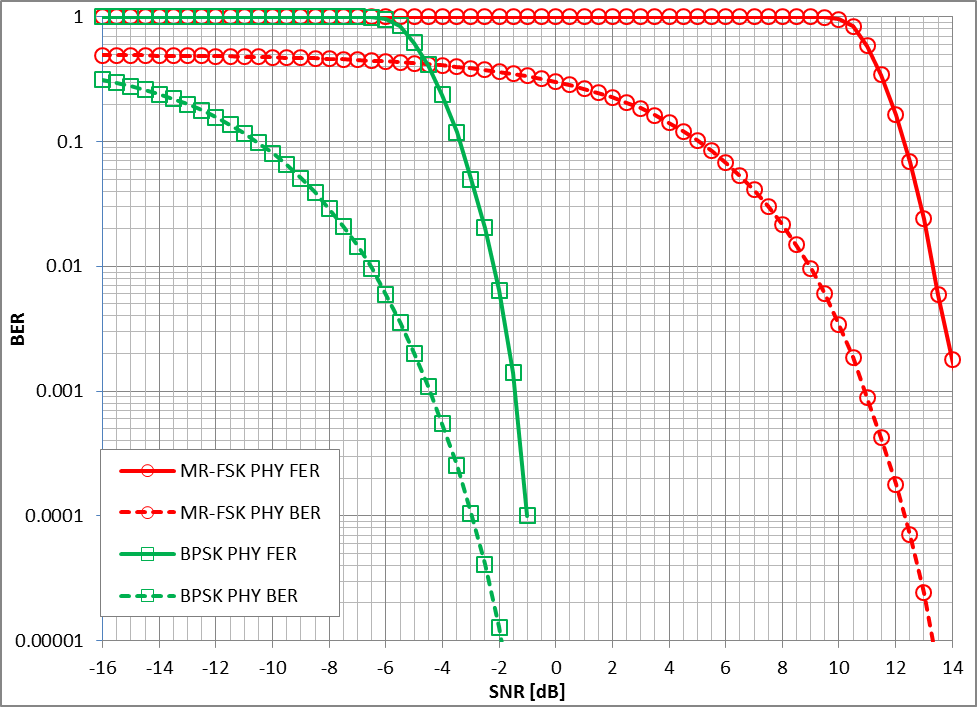 1
0.1
0.01
0.001
0.0001
0.00001
BER
MR-FSK PHY FER
MR-FSK PHY BER
BPSK PHY FER
BPSK PHY BER
-16 -14 -12 -10 -8 -6 -4 -2 0 2 4 6 8 10 12 14
SNR [dB]